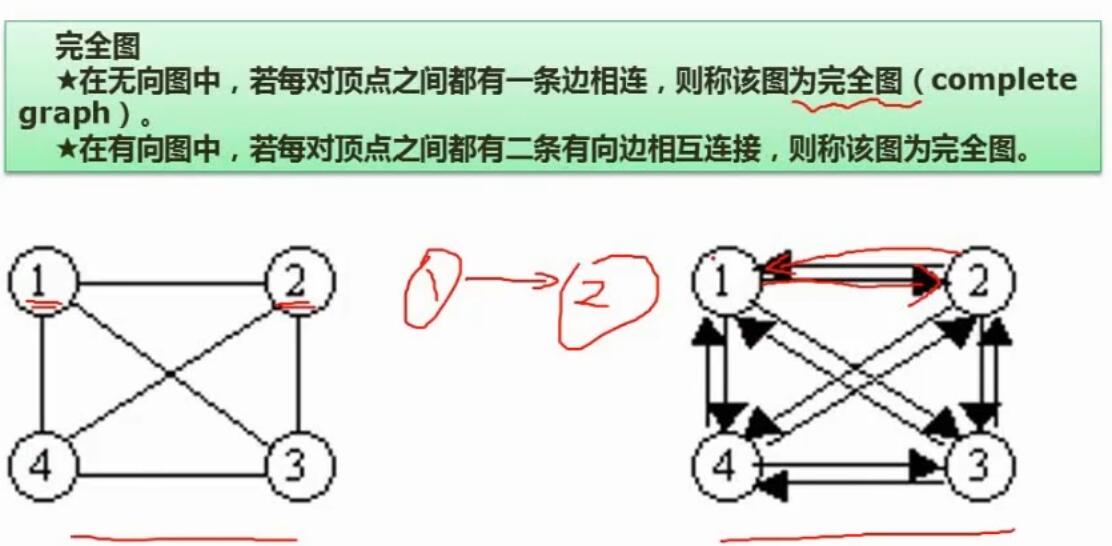 完全图
★在无向图中，若每对顶点之间都有一条边相连，则称该图为完全图（complete
graph）。
★在有向图中，若每对顶点之间都有二条有向边相互连接，则称该图为完全图。
1 2 1 2 1 2
4 3 4 3